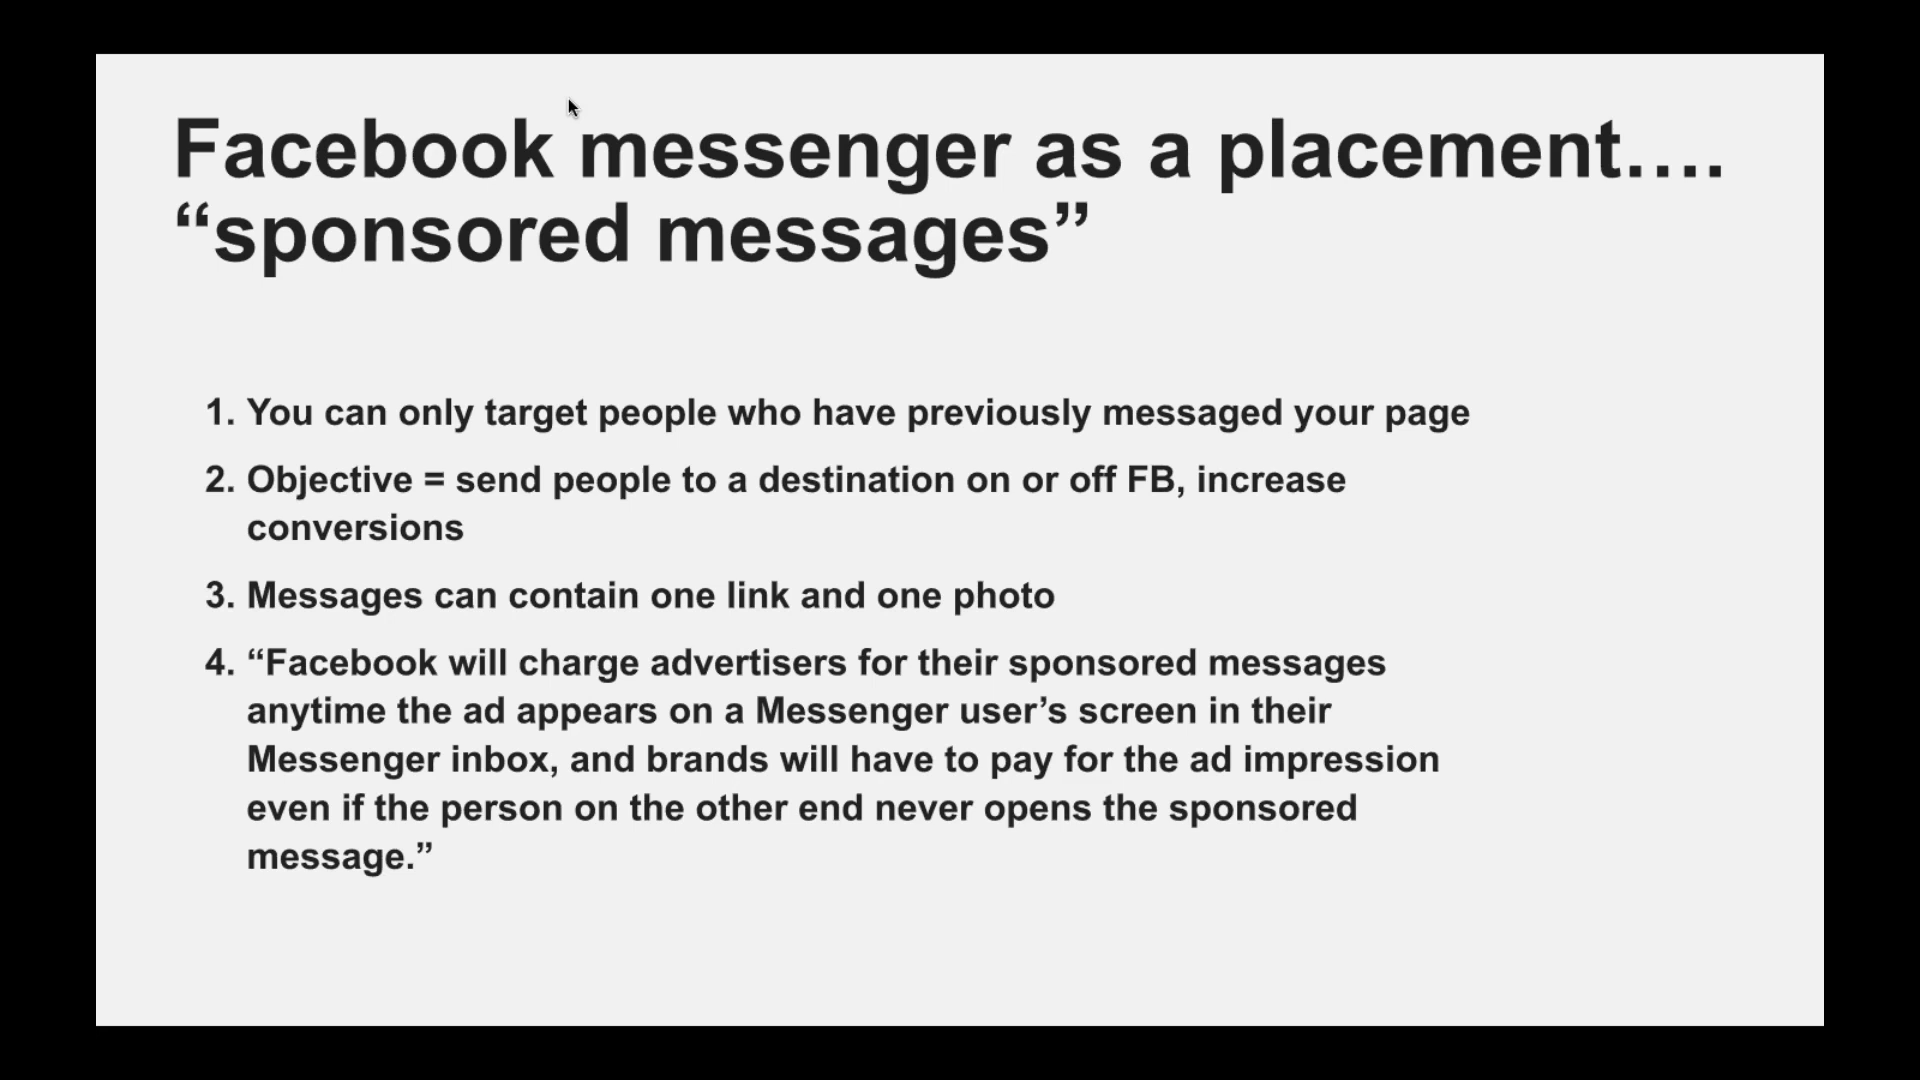 Facebook messenger as a placement….
“sponsored messages”
1. You can only target people who have previously messaged your page
2. Objective = send people to a destination on or off FB, increase
conversions
3. Messages can contain one link and one photo
4. “Facebook will charge advertisers for their sponsored messages
anytime the ad appears on a Messenger user’s screen in their
Messenger inbox, and brands will have to pay for the ad impression
even if the person on the other end never opens the sponsored
message.”